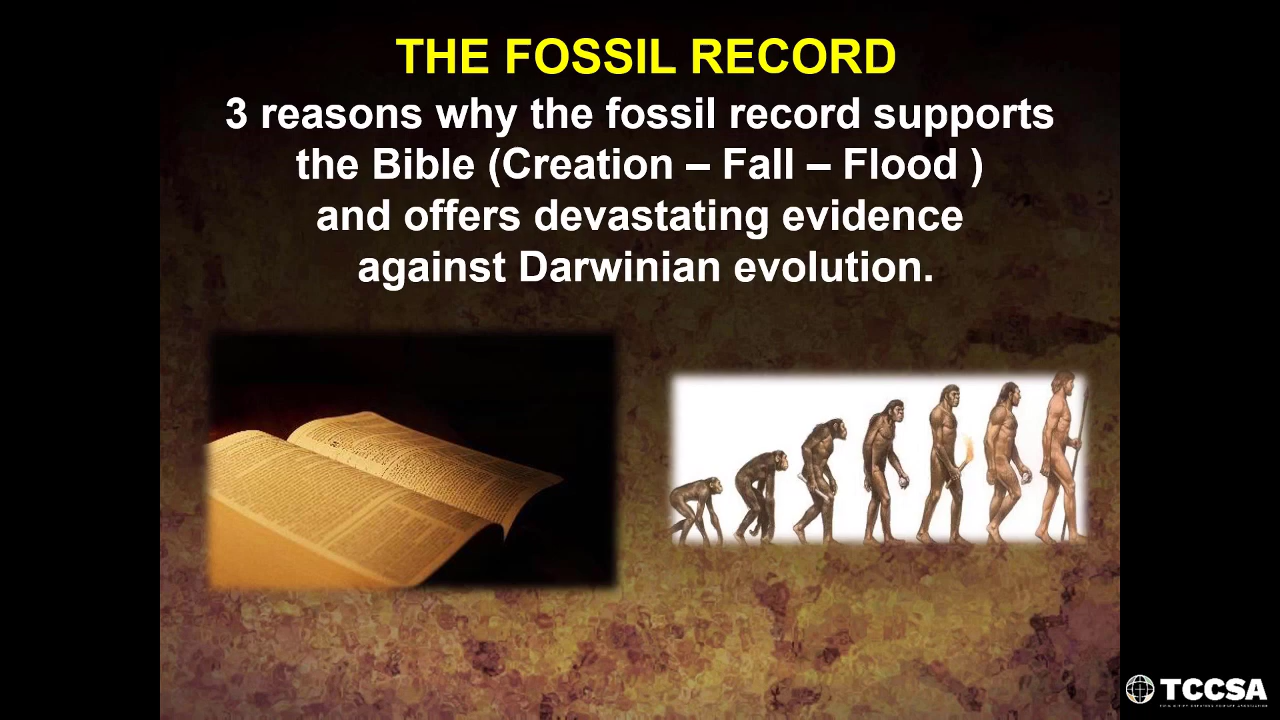 THE FOSSIL RECORD
3 reasons why the fossil record supports
the Bible (Creation – Fall – Flood )
and offers devastating evidence
against Darwinian evolution.
TCCSA